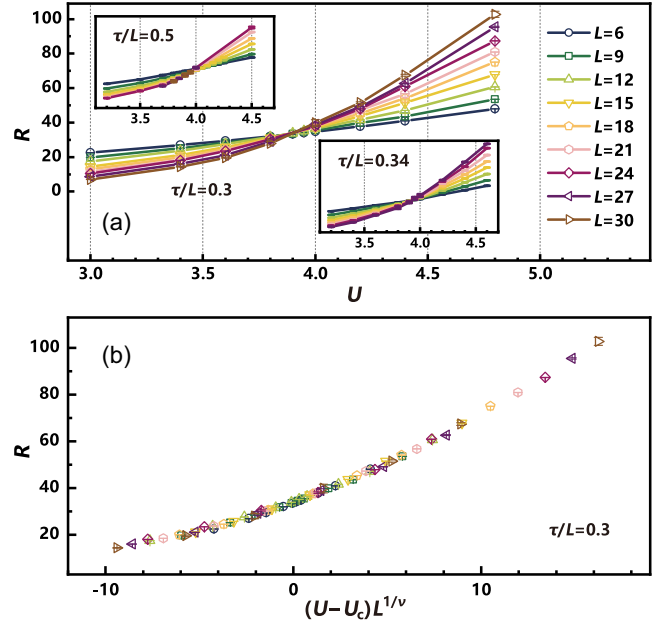 100
80
60
40
20
0
R
τ/L=0.5
3.5
4.0
4.5
τ/L=0.34
3.5
4.0
4.5
τ/L=0.3
(a)
3.0
3.5
4.0
4.5
5.0
U
L=6
L=9
L=12
L=15
L=18
L=21
L=24
L=27
L=30
(b)
100
80
60
40
20
R
τ/L=0.3
-10
0
10
(U−U_c)L^{1/ν}